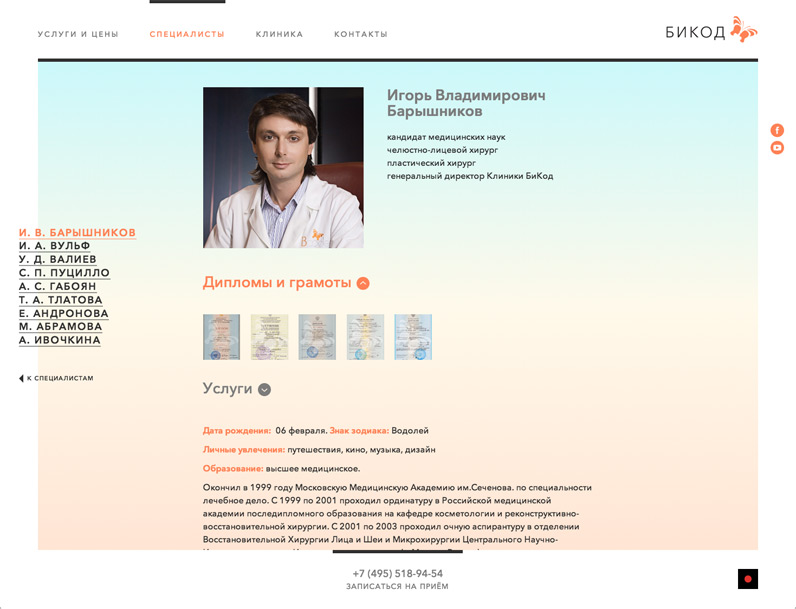 УСЛУГИ И ЦЕНЫ
СПЕЦИАЛИСТЫ
КЛИНИКА
КОНТАКТЫ
БИКОД
Игорь Владимирович
Барышников
кандидат медицинских наук
челюстно-лицевой хирург
пластический хирург
генеральный директор Клиники БиКод
И. В. БАРЫШНИКОВ
И. А. ВУЛЬФ
У. Д. ВАЛИЕВ
С. П. ПУЦИЛЛО
А. С. ГАБОЯН
Т. А. ТЛАТОВА
Е. АНДРОНОВА
М. АБРАМОВА
А. ИВОЧКИНА
К СПЕЦИАЛИСТАМ
Дипломы и грамоты
Услуги
Дата рождения: 06 февраля. Знак зодиака: Водолей
Личные увлечения: путешествия, кино, музыка, дизайн
Образование: высшее медицинское.
Окончил в 1999 году Московскую Медицинскую Академию им.Сеченова. по специальности
лечебное дело. С 1999 по 2001 проходил ординатуру в Российской медицинской
академии последипломного образования на кафедре косметологии и реконструктивно-
восстановительной хирургии. С 2001 по 2003 проходил очную аспирантуру в отделении
Восстановительной Хирургии Лица и Шеи и Микрохирургии Центрального Научно-
+7 (495) 518-94-54
ЗАПИСАТЬСЯ НА ПРИЁМ